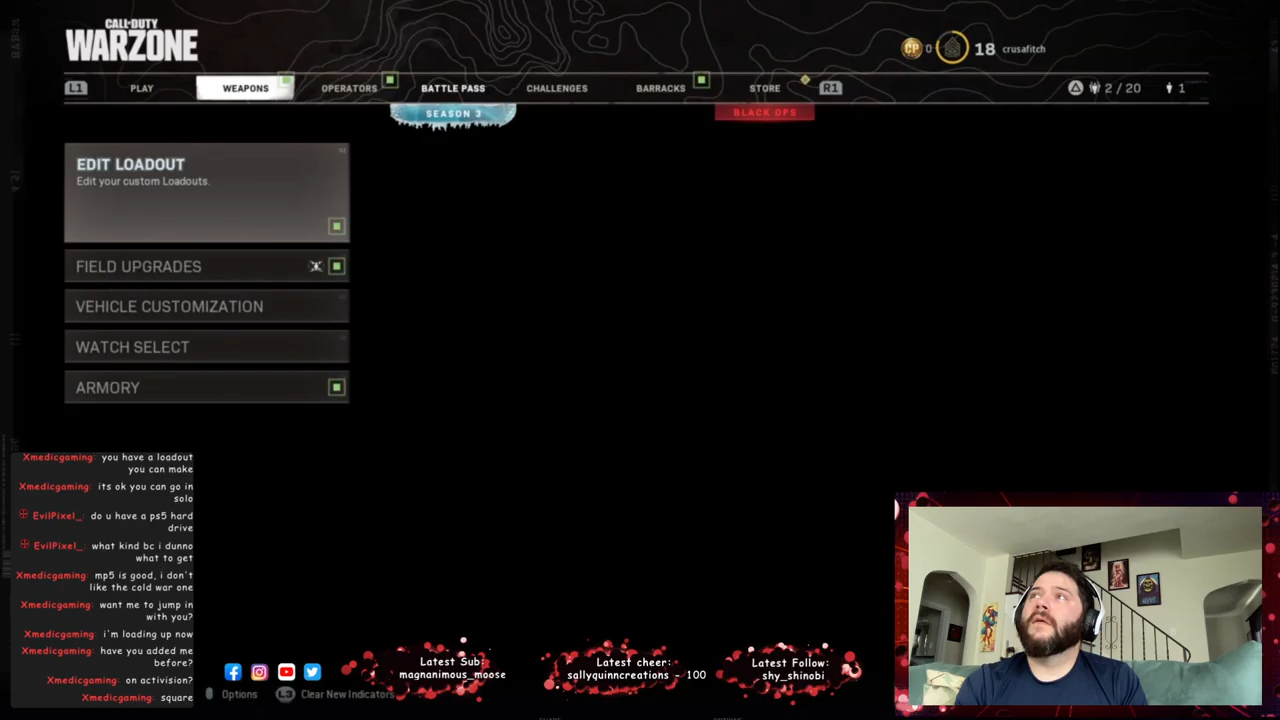 CALL OF DUTY
WARZONE
CP 0 18 crusafitch
L1 PLAY WEAPONS OPERATORS BATTLE PASS CHALLENGES BARRACKS STORE R1 2 / 20 1
SEASON 3
BLACK OPS
EDIT LOADOUT
Edit your custom Loadouts.
FIELD UPGRADES
VEHICLE CUSTOMIZATION
WATCH SELECT
ARMORY
Xmedicgaming: you have a loadout
you can make
Xmedicgaming: its ok you can go in
solo
EvilPixel_: do u have a ps5 hard
drive
EvilPixel_: what kind bc i dunno
what to get
Xmedicgaming: mp5 is good, i don't
like the cold war one
Xmedicgaming: want me to jump in
with you?
Xmedicgaming: i'm loading up now
Xmedicgaming: have you added me
before?
Xmedicgaming: on activision?
Xmedicgaming: square
Latest Sub:
magnanimous_moose
Latest cheer:
sallyquinncreations - 100
Latest Follow:
shy_shinobi
Options L3 Clear New Indicators